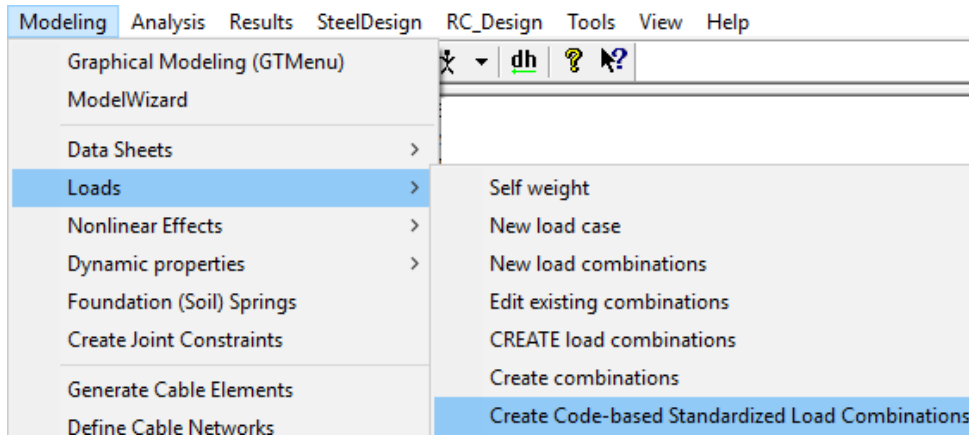 Modeling Analysis Results SteelDesign RC_Design Tools View Help
Graphical Modeling (GTMenu)
dh ? ?
ModelWizard
Data Sheets >
Loads >
Self weight
Nonlinear Effects >
New load case
Dynamic properties >
New load combinations
Foundation (Soil) Springs
Edit existing combinations
Create Joint Constraints
CREATE load combinations
Generate Cable Elements
Create combinations
Define Cable Networks
Create Code-based Standardized Load Combinations